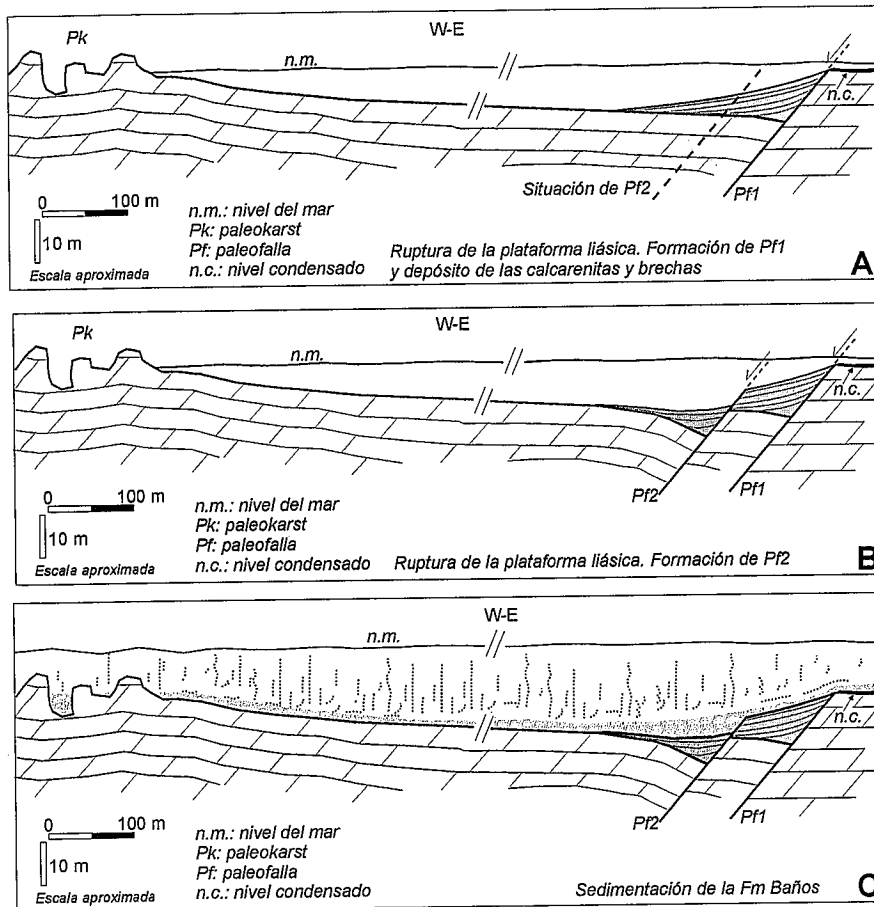 W-E
Pk
n.m.
n.c.
Situación de Pf2
Pf1
0 100 m
10 m
Escala aproximada
n.m.: nivel del mar
Pk: paleokarst
Pf: paleofalla
n.c.: nivel condensado
Ruptura de la plataforma liásica. Formación de Pf1
y depósito de las calcarenitas y brechas
A
W-E
Pk
n.m.
n.c.
Pf2
Pf1
0 100 m
10 m
Escala aproximada
n.m.: nivel del mar
Pk: paleokarst
Pf: paleofalla
n.c.: nivel condensado
Ruptura de la plataforma liásica. Formación de Pf2
B
W-E
n.m.
n.c.
Pf2
Pf1
0 100 m
10 m
Escala aproximada
n.m.: nivel del mar
Pk: paleokarst
Pf: paleofalla
n.c.: nivel condensado
Sedimentación de la Fm Baños
C